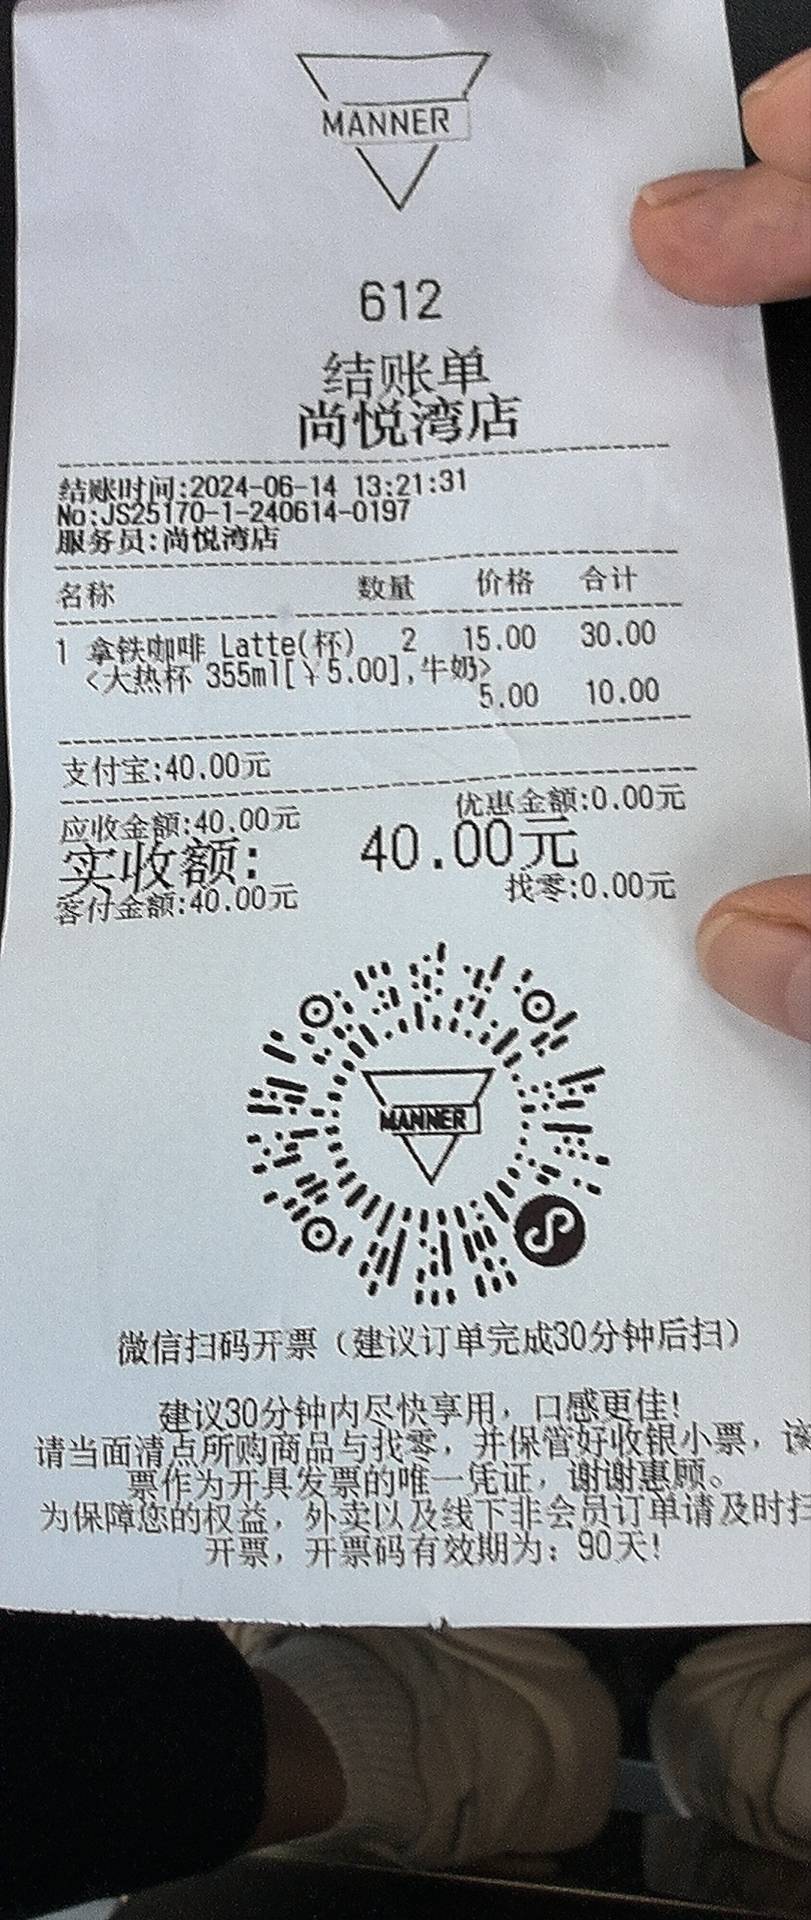 MANNER
612
结账单
尚悦湾店
结账时间:2024-06-14 13:21:31
No:JS25170-1-240614-0197
服务员:尚悦湾店
名称 数量 价格 合计
1 拿铁咖啡 Latte(杯) 2 15.00 30.00
<大热杯 355ml[￥5.00],牛奶>
5.00 10.00
支付宝:40.00元
应收金额:40.00元 优惠金额:0.00元
实收额: 40.00元
客付金额:40.00元 找零:0.00元
MANNER
微信扫码开票（建议订单完成30分钟后扫）
建议30分钟内尽快享用，口感更佳!
请当面清点所购商品与找零，并保管好收银小票，该
票作为开具发票的唯一凭证，谢谢惠顾。
为保障您的权益，外卖以及线下非会员订单请及时扫
开票，开票码有效期为：90天!